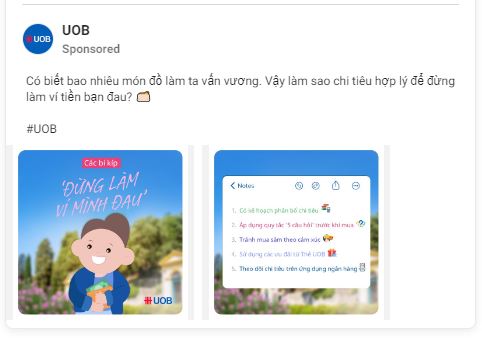 UOB
UOB
Sponsored
Có biết bao nhiêu món đồ làm ta vấn vương. Vậy làm sao chi tiêu hợp lý để đừng
làm ví tiền bạn đau?
#UOB
Các bí kíp
'ĐỪNG LÀM
VÍ MÌNH ĐAU'
UOB
Notes
1. Có kế hoạch phân bổ chi tiêu
2. Áp dụng quy tắc '5 câu hỏi' trước khi mua
3. Tránh mua sắm theo cảm xúc
4. Sử dụng các ưu đãi từ Thẻ UOB
5. Theo dõi chi tiêu trên ứng dụng ngân hàng